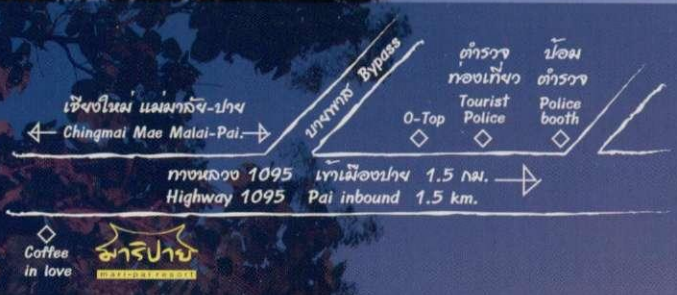 บายพาส Bypass
ตำรวจ
ท่องเที่ยว
Tourist
Police
ป้อม
ตำรวจ
Police
booth
O-Top
เชียงใหม่ แม่มาลัย-ปาย
Chingmai Mae Malai-Pai.
ทางหลวง 1095 เข้าเมืองปาย 1.5 กม.
Highway 1095 Pai inbound 1.5 km.
Coffee
in love
มาริปาย
mari-pai resort